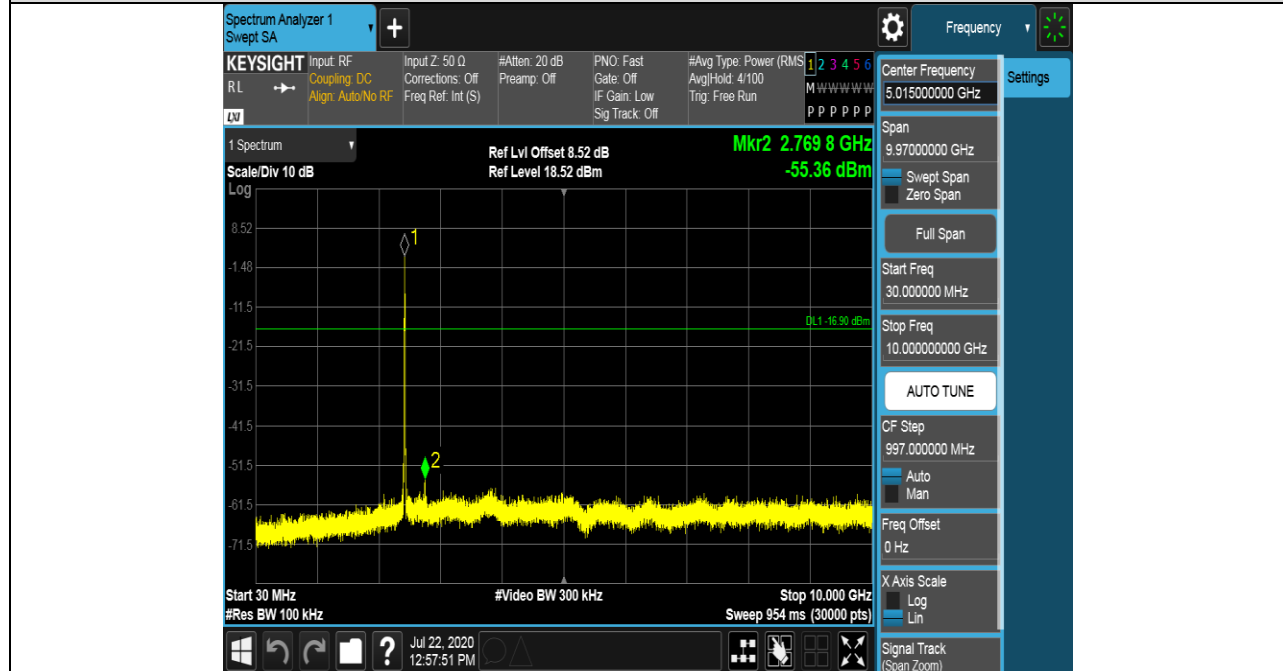 Spectrum Analyzer 1
Swept SA
+
Frequency
KEYSIGHT
RL
LXI
Input: RF
Coupling: DC
Align: Auto/No RF
Input Z: 50 Ω
Corrections: Off
Freq Ref: Int (S)
#Atten: 20 dB
Preamp: Off
PNO: Fast
Gate: Off
IF Gain: Low
Sig Track: Off
#Avg Type: Power (RMS
Avg|Hold: 4/100
Trig: Free Run
1 2 3 4 5 6
M W W W W W
P P P P P P
1 Spectrum
Scale/Div 10 dB
Log
Ref Lvl Offset 8.52 dB
Ref Level 18.52 dBm
Mkr2 2.769 8 GHz
-55.36 dBm
8.52
-1.48
-11.5
-21.5
-31.5
-41.5
-51.5
-61.5
-71.5
1
2
DL1 -16.90 dBm
Start 30 MHz
#Res BW 100 kHz
#Video BW 300 kHz
Stop 10.000 GHz
Sweep 954 ms (30000 pts)
?
Jul 22, 2020
12:57:51 PM
Center Frequency
5.015000000 GHz
Settings
Span
9.97000000 GHz
Swept Span
Zero Span
Full Span
Start Freq
30.000000 MHz
Stop Freq
10.000000000 GHz
AUTO TUNE
CF Step
997.000000 MHz
Auto
Man
Freq Offset
0 Hz
X Axis Scale
Log
Lin
Signal Track
(Span Zoom)